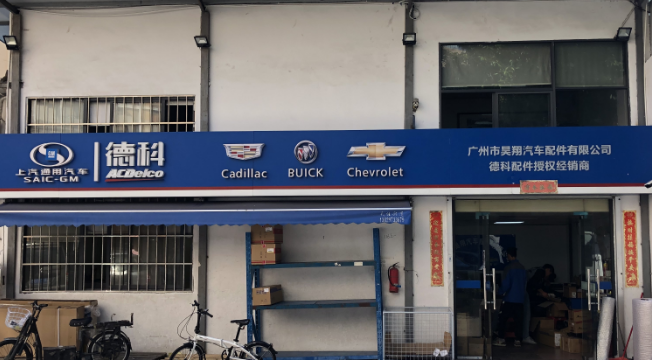 上汽通用汽车
SAIC-GM
德科
ACDelco
Cadillac
BUICK
Chevrolet
广州市昊翔汽车配件有限公司
德科配件授权经销商